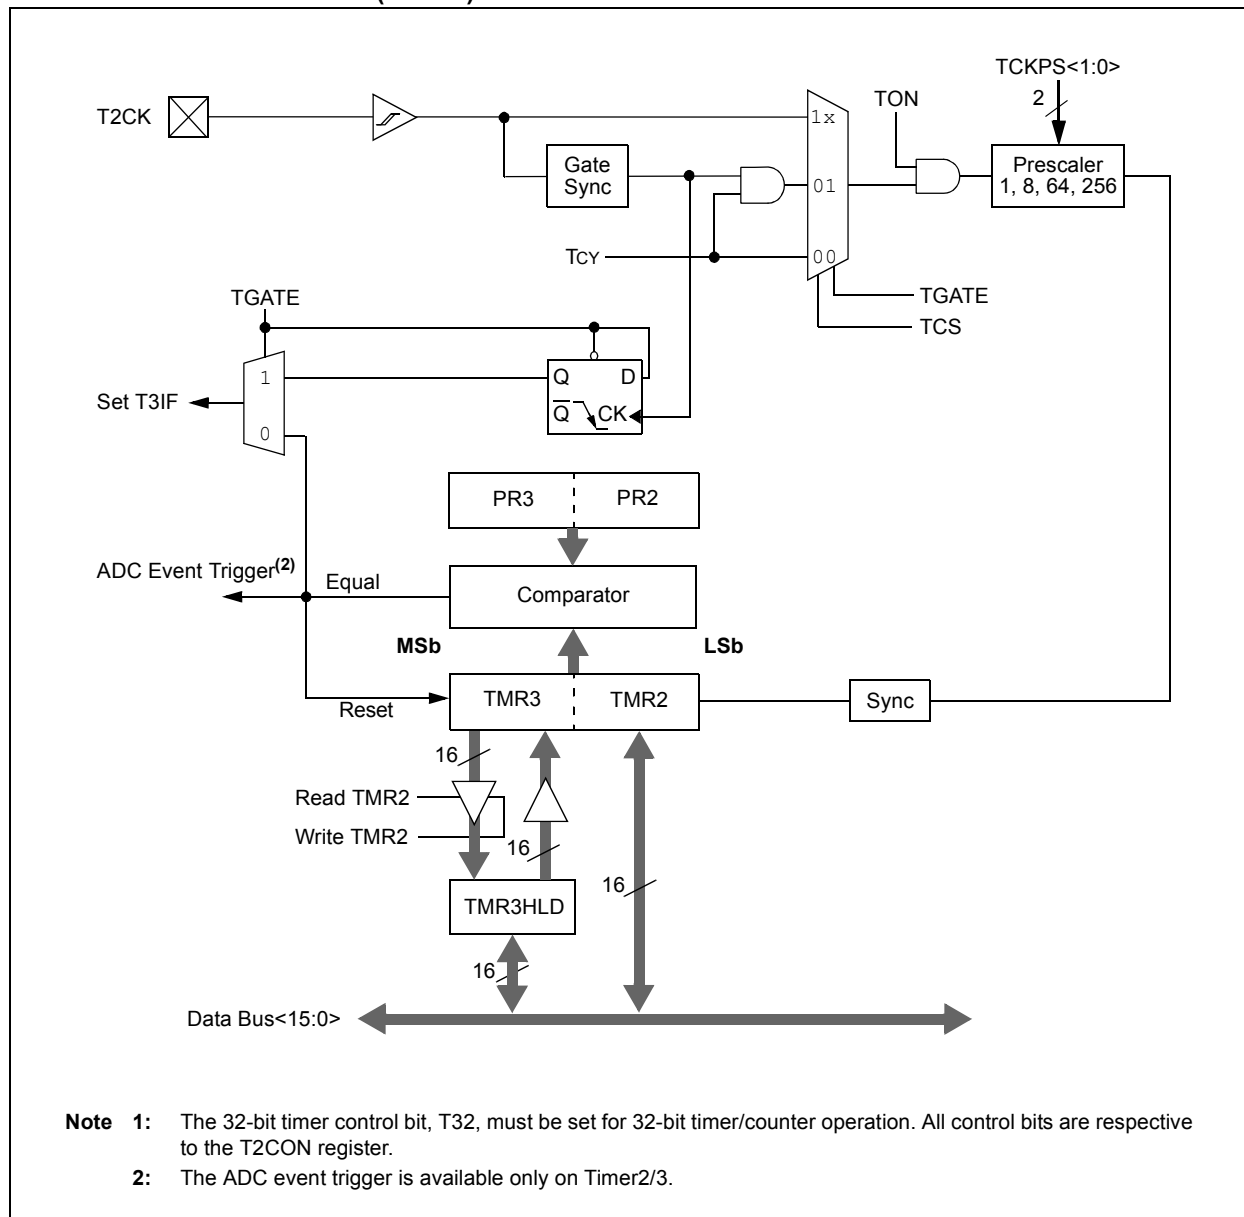 TCKPS<1:0>
2
TON
T2CK
1x
Gate
Sync
Prescaler
1, 8, 64, 256
01
TCY
00
TGATE
TGATE
TCS
1
Q
D
Set T3IF
Q
CK
0
PR3
PR2
ADC Event Trigger(2)
Equal
Comparator
MSb
LSb
TMR3
TMR2
Sync
Reset
16
Read TMR2
Write TMR2
16
16
TMR3HLD
16
Data Bus<15:0>
Note 1: The 32-bit timer control bit, T32, must be set for 32-bit timer/counter operation. All control bits are respective
to the T2CON register.
2: The ADC event trigger is available only on Timer2/3.